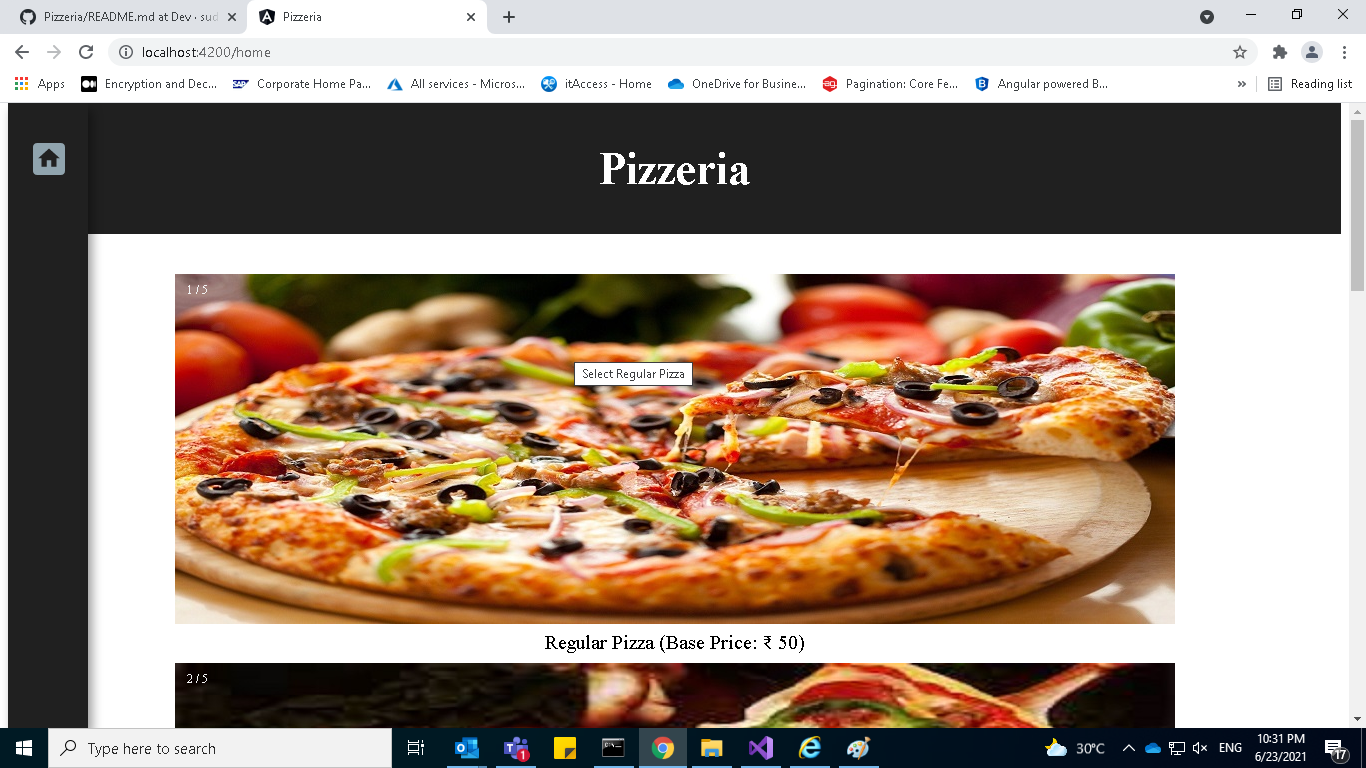 Pizzeria/README.md at Dev · sud
Pizzeria
localhost:4200/home
Apps
Encryption and Dec...
SAP
Corporate Home Pa...
All services - Micros...
itAccess - Home
OneDrive for Busine...
ag
Pagination: Core Fe...
B
Angular powered B...
»
Reading list
Pizzeria
1 / 5
Select Regular Pizza
Regular Pizza (Base Price: ₹ 50)
2 / 5
Type here to search
1
30°C
ENG
10:31 PM
6/23/2021
17